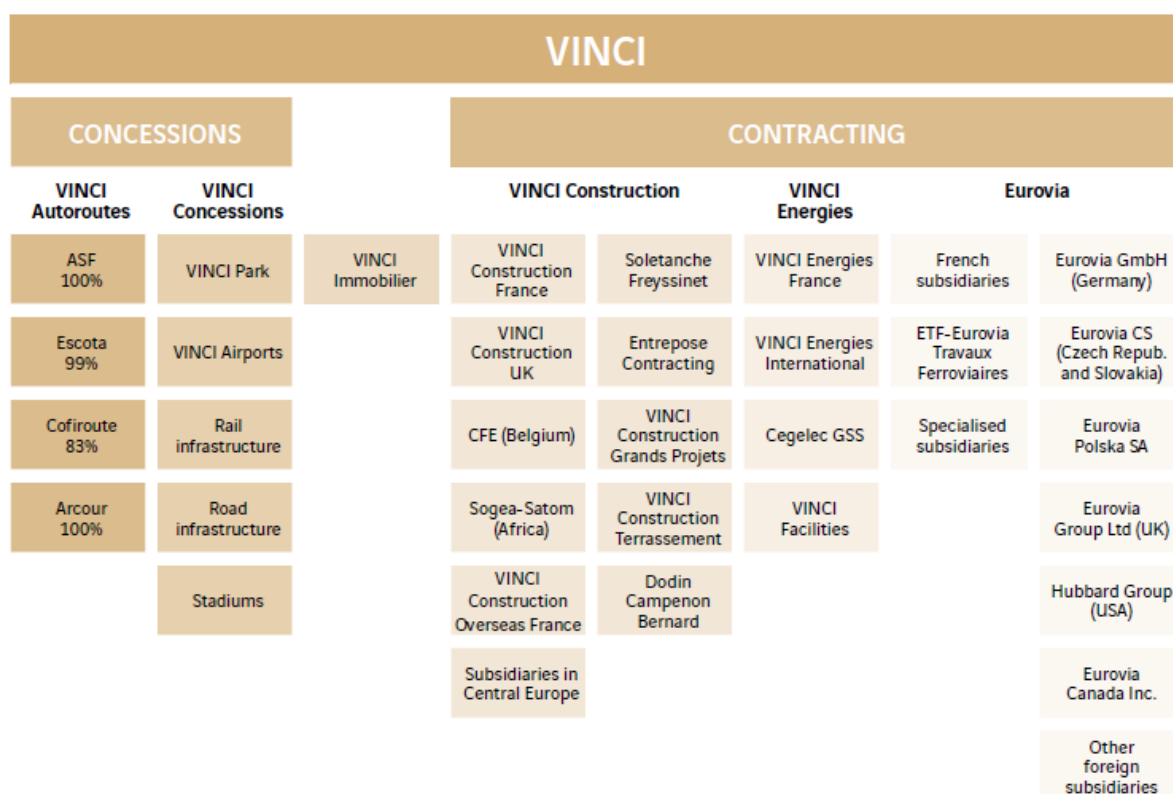 VINCI
CONCESSIONS
CONTRACTING
VINCI
Autoroutes
VINCI
Concessions
VINCI Construction
VINCI
Energies
Eurovia
ASF
100%
VINCI Park
VINCI
Immobilier
VINCI
Construction
France
Soletanche
Freyssinet
VINCI Energies
France
French
subsidiaries
Eurovia GmbH
(Germany)
Escota
99%
VINCI Airports
VINCI
Construction
UK
Entrepose
Contracting
VINCI Energies
International
ETF-Eurovia
Travaux
Ferroviaires
Eurovia CS
(Czech Repub.
and Slovakia)
Cofiroute
83%
Rail
infrastructure
CFE (Belgium)
VINCI
Construction
Grands Projets
Cegelec GSS
Specialised
subsidiaries
Eurovia
Polska SA
Arcour
100%
Road
infrastructure
Sogea-Satom
(Africa)
VINCI
Construction
Terrassement
VINCI
Facilities
Eurovia
Group Ltd (UK)
Stadiums
VINCI
Construction
Overseas France
Dodin
Campenon
Bernard
Hubbard Group
(USA)
Subsidiaries in
Central Europe
Eurovia
Canada Inc.
Other
foreign
subsidiaries